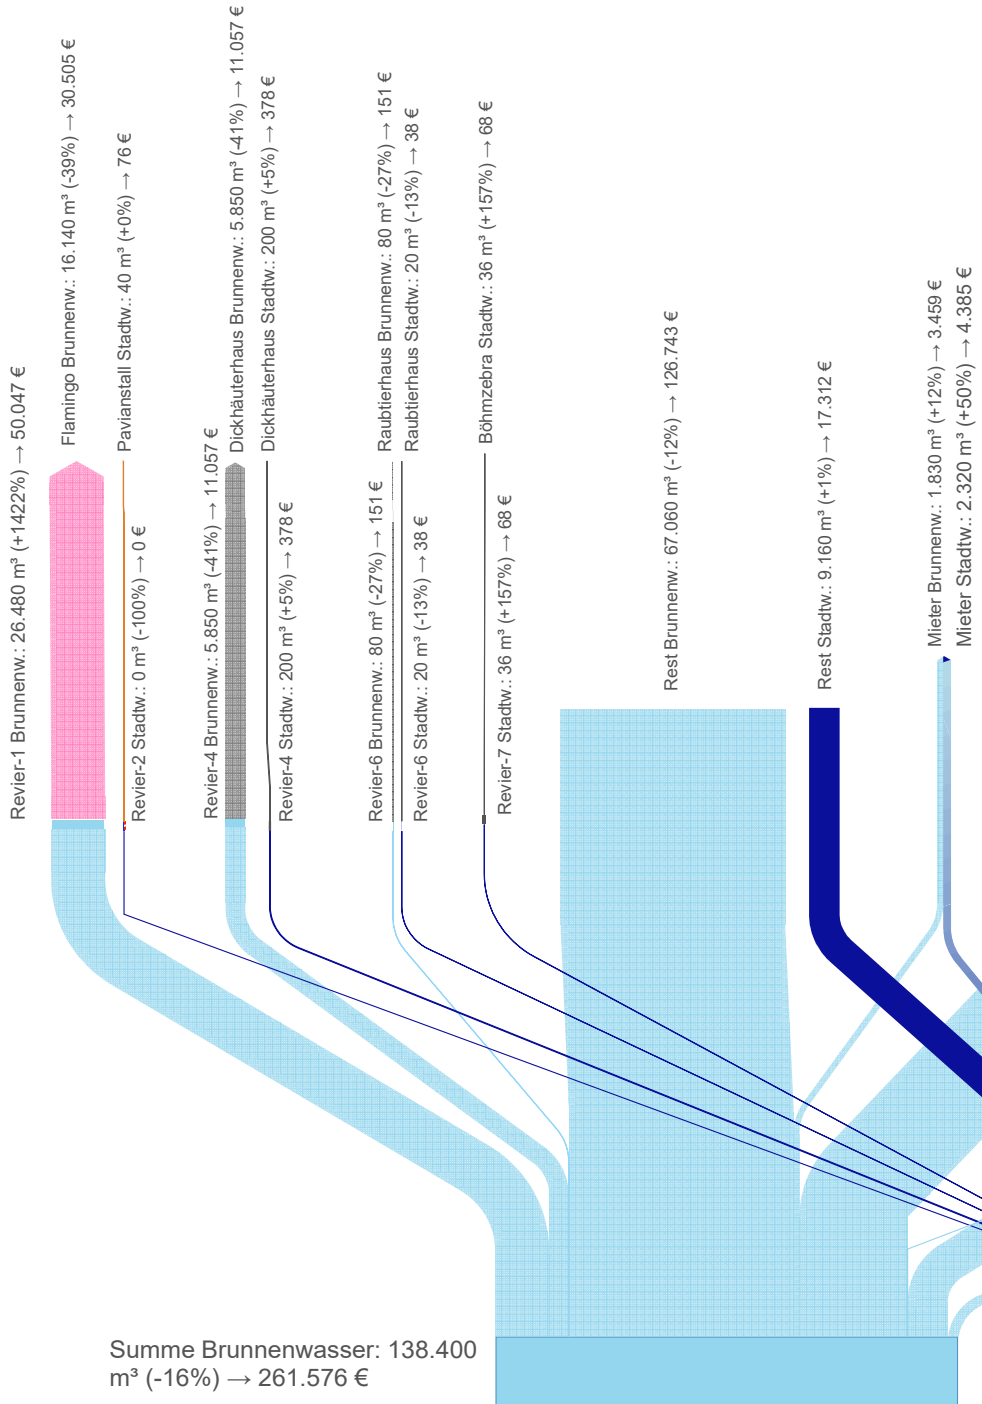 Revier-1 Brunnenw.: 26.480 m³ (+1422%) → 50.047 €
Flamingo Brunnenw.: 16.140 m³ (-39%) → 30.505 €
Pavianstall Stadtw.: 40 m³ (+0%) → 76 €
Revier-2 Stadtw.: 0 m³ (-100%) → 0 €
Revier-4 Brunnenw.: 5.850 m³ (-41%) → 11.057 €
Dickhäuterhaus Brunnenw.: 5.850 m³ (-41%) → 11.057 €
Dickhäuterhaus Stadtw.: 200 m³ (+5%) → 378 €
Revier-4 Stadtw.: 200 m³ (+5%) → 378 €
Revier-6 Brunnenw.: 80 m³ (-27%) → 151 €
Raubtierhaus Brunnenw.: 80 m³ (-27%) → 151 €
Raubtierhaus Stadtw.: 20 m³ (-13%) → 38 €
Revier-6 Stadtw.: 20 m³ (-13%) → 38 €
Böhmzebra Stadtw.: 36 m³ (+157%) → 68 €
Revier-7 Stadtw.: 36 m³ (+157%) → 68 €
Rest Brunnenw.: 67.060 m³ (-12%) → 126.743 €
Rest Stadtw.: 9.160 m³ (+1%) → 17.312 €
Mieter Brunnenw.: 1.830 m³ (+12%) → 3.459 €
Mieter Stadtw.: 2.320 m³ (+50%) → 4.385 €
Summe Brunnenwasser: 138.400
m³ (-16%) → 261.576 €